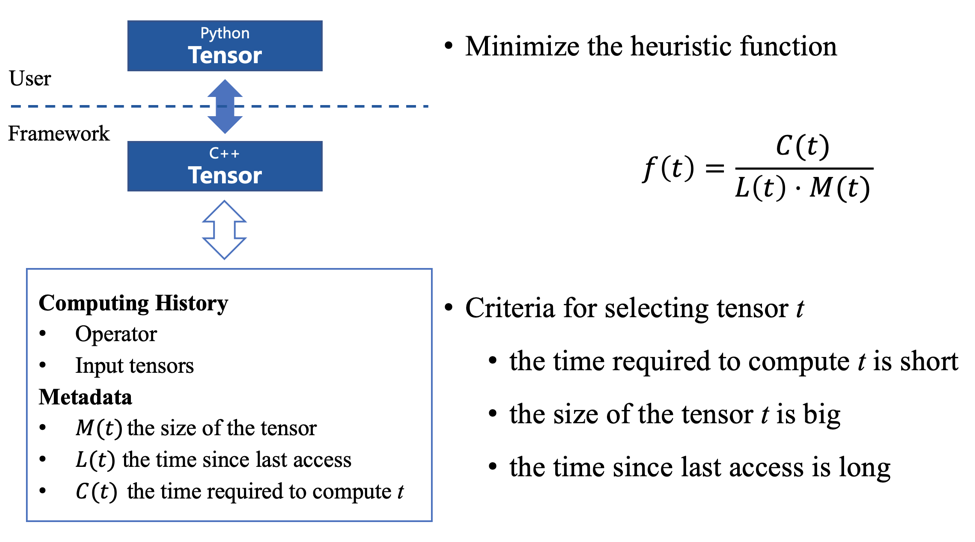 Python
Tensor
User
Framework
C++
Tensor
Computing History
• Operator
• Input tensors
Metadata
• M(t) the size of the tensor
• L(t) the time since last access
• C(t) the time required to compute t
• Minimize the heuristic function
f(t) = C(t) / L(t) · M(t)
• Criteria for selecting tensor t
• the time required to compute t is short
• the size of the tensor t is big
• the time since last access is long